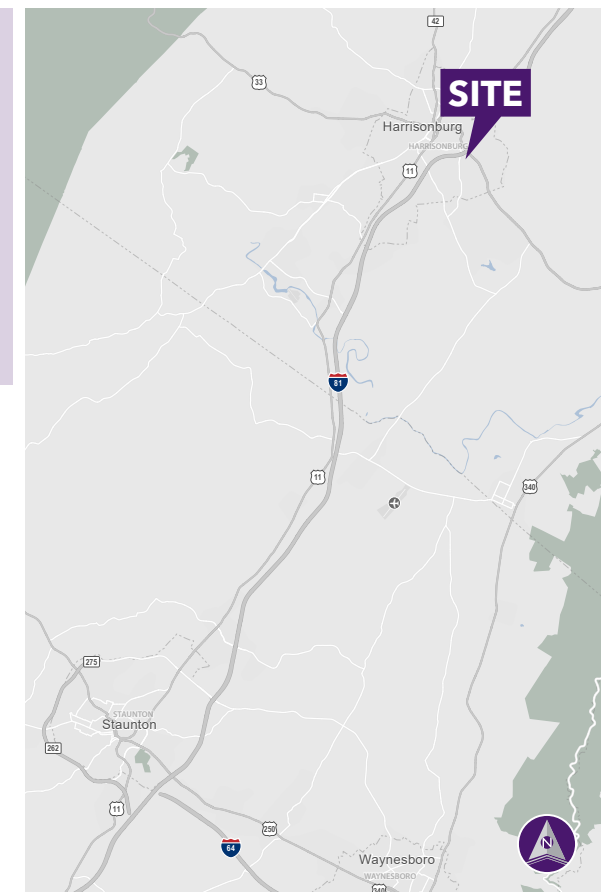 42
33
SITE
Harrisonburg
HARRISONBURG
11
81
11
340
275
STAUNTON
Staunton
262
11
250
64
Waynesboro
WAYNESBORO
340
N